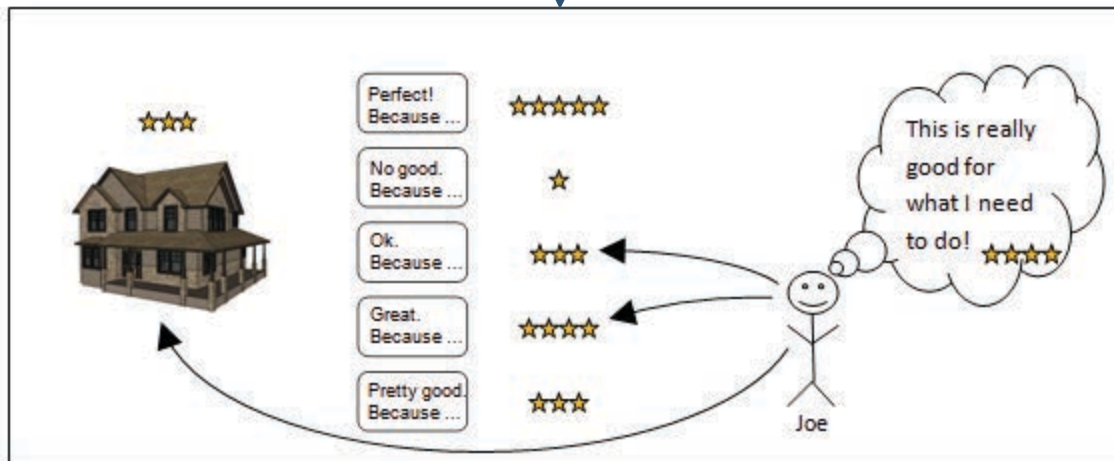 Perfect!
Because ...
No good.
Because ...
Ok.
Because ...
Great.
Because ...
Pretty good.
Because ...
This is really
good for
what I need
to do!
Joe